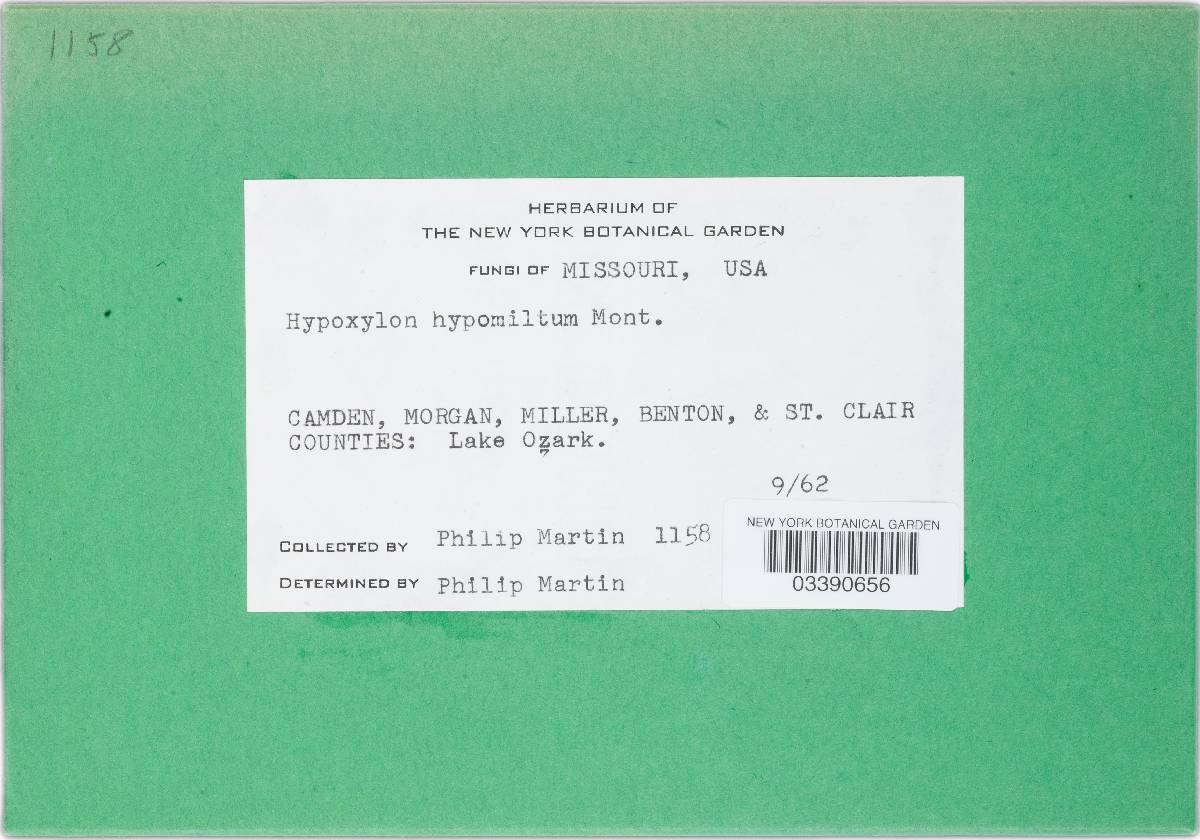 1158
HERBARIUM OF
THE NEW YORK BOTANICAL GARDEN
FUNGI OF MISSOURI, USA
Hypoxylon hypomiltum Mont.
CAMDEN, MORGAN, MILLER, BENTON, & ST. CLAIR
COUNTIES: Lake Ozark.
9/62
COLLECTED BY Philip Martin 1158
DETERMINED BY Philip Martin
NEW YORK BOTANICAL GARDEN
03390656